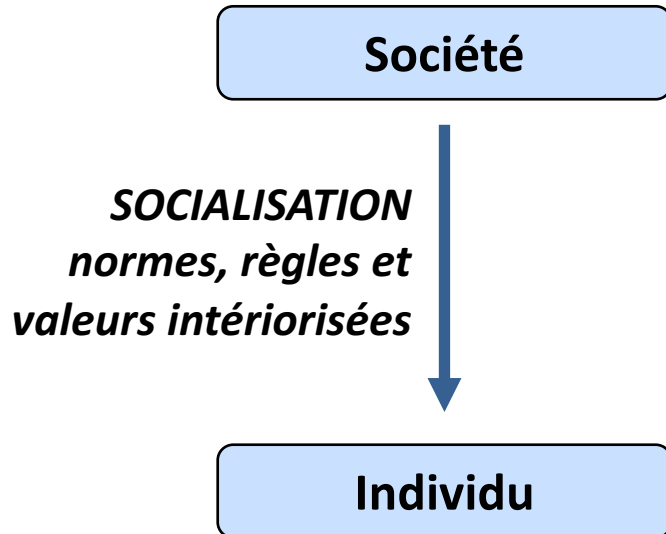 Société
SOCIALISATION
normes, règles et
valeurs intériorisées
Individu